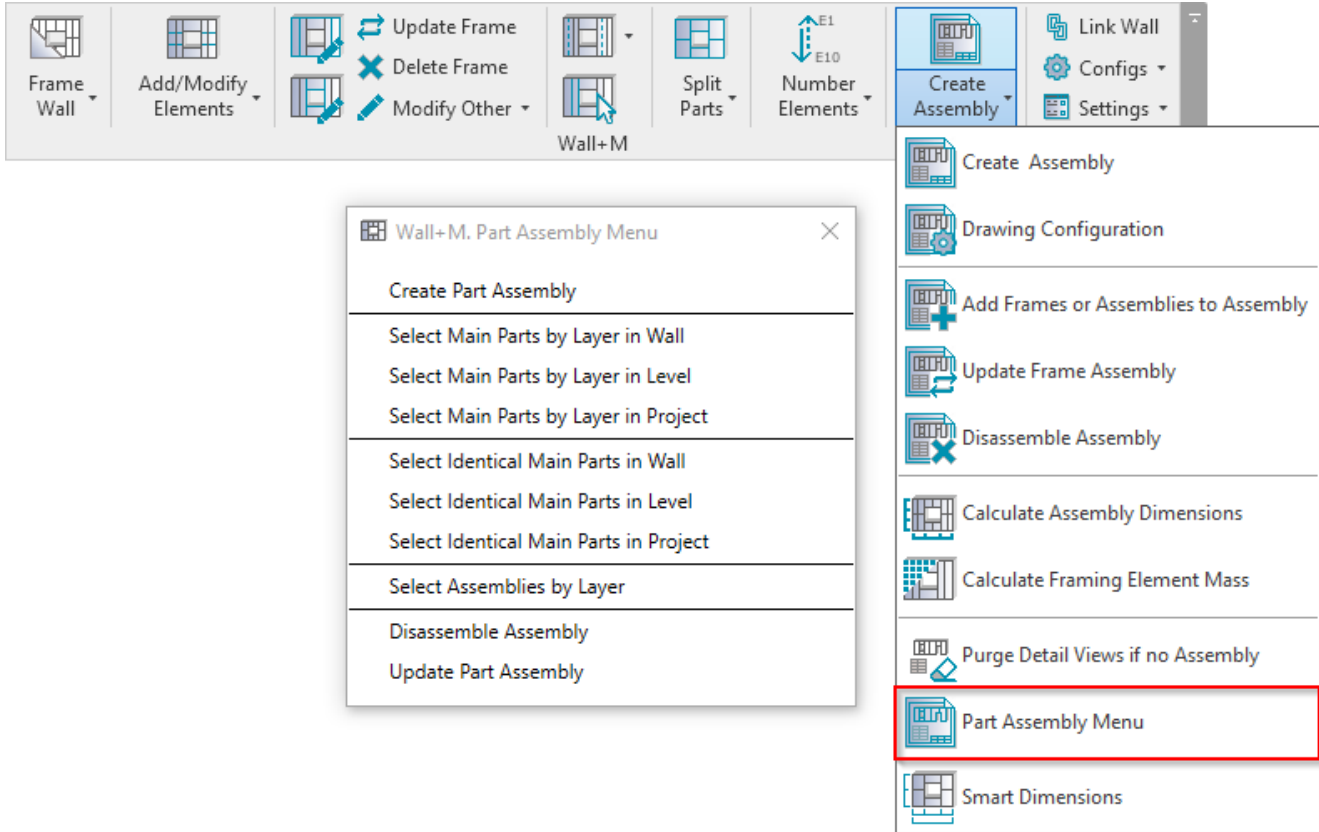 Frame
Wall
Add/Modify
Elements
Update Frame
Delete Frame
Modify Other
Wall+M
Split
Parts
E1
E10
Number
Elements
Create
Assembly
Link Wall
Configs
Settings
Wall+M. Part Assembly Menu
Create Part Assembly
Select Main Parts by Layer in Wall
Select Main Parts by Layer in Level
Select Main Parts by Layer in Project
Select Identical Main Parts in Wall
Select Identical Main Parts in Level
Select Identical Main Parts in Project
Select Assemblies by Layer
Disassemble Assembly
Update Part Assembly
Create Assembly
Drawing Configuration
Add Frames or Assemblies to Assembly
Update Frame Assembly
Disassemble Assembly
Calculate Assembly Dimensions
Calculate Framing Element Mass
Purge Detail Views if no Assembly
Part Assembly Menu
Smart Dimensions